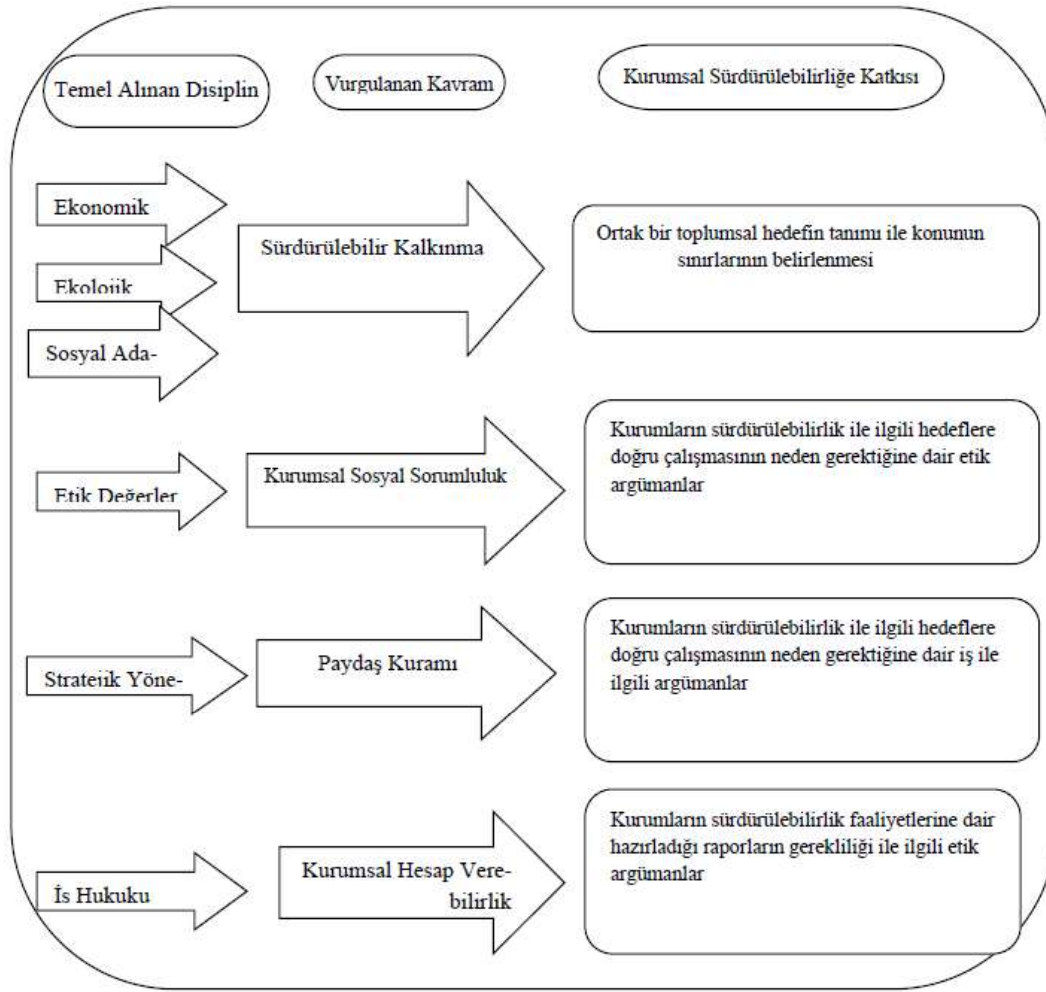 Temel Alınan Disiplin
Vurgulanan Kavram
Kurumsal Sürdürülebilirliğe Katkısı
Ekonomik
Ekolojik
Sosyal Ada-
Sürdürülebilir Kalkınma
Ortak bir toplumsal hedefin tanımı ile konunun
sınırlarının belirlenmesi
Etik Değerler
Kurumsal Sosyal Sorumluluk
Kurumların sürdürülebilirlik ile ilgili hedeflere
doğru çalışmasının neden gerektiğine dair etik
argümanlar
Stratejik Yöne-
Paydaş Kuramı
Kurumların sürdürülebilirlik ile ilgili hedeflere
doğru çalışmasının neden gerektiğine dair iş ile
ilgili argümanlar
İş Hukuku
Kurumsal Hesap Vere-
bilirlik
Kurumların sürdürülebilirlik faaliyetlerine dair
hazırladığı raporların gerekliliği ile ilgili etik
argümanlar